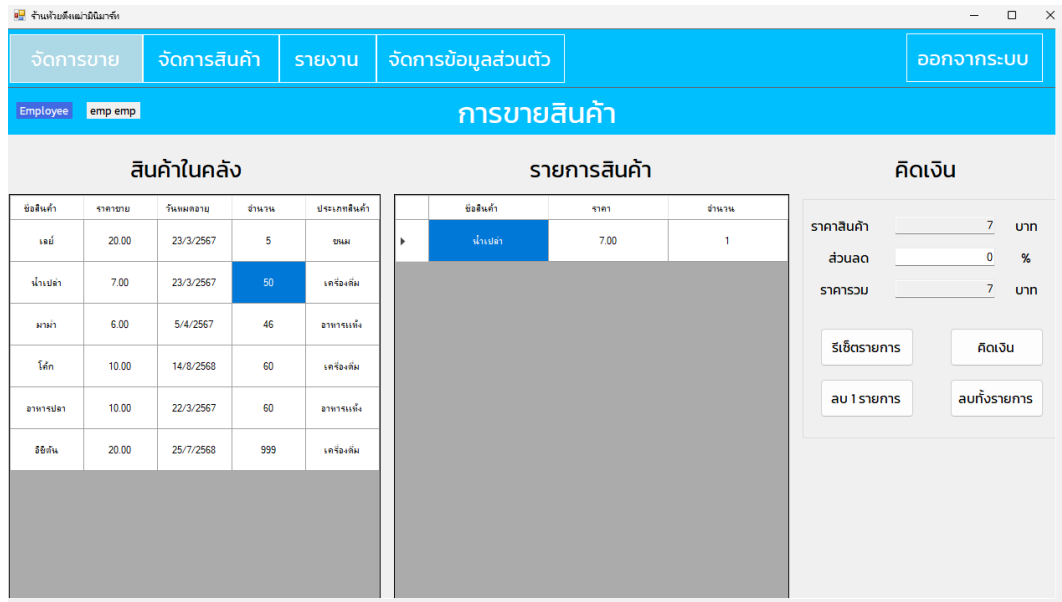 ร้านห้วยตึงเฒ่ามินิมาร์ท
จัดการขาย จัดการสินค้า รายงาน จัดการข้อมูลส่วนตัว ออกจากระบบ
Employee emp emp การขายสินค้า
สินค้าในคลัง รายการสินค้า คิดเงิน
ชื่อสินค้า ราคาขาย วันหมดอายุ จำนวน ประเภทสินค้า ชื่อสินค้า ราคา จำนวน
เลย์ 20.00 23/3/2567 5 ขนม น้ำเปล่า 7.00 1
น้ำเปล่า 7.00 23/3/2567 50 เครื่องดื่ม
มาม่า 6.00 5/4/2567 46 อาหารแห้ง
โค้ก 10.00 14/8/2568 60 เครื่องดื่ม
อาหารปลา 10.00 22/3/2567 60 อาหารแห้ง
อิชิตัน 20.00 25/7/2568 999 เครื่องดื่ม
ราคาสินค้า 7 บาท
ส่วนลด 0 %
ราคารวม 7 บาท
รีเซ็ตรายการ คิดเงิน
ลบ 1 รายการ ลบทั้งรายการ